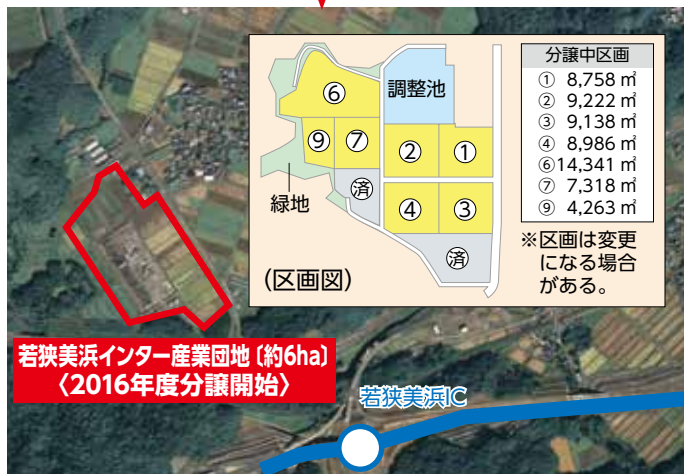 分譲中区画
① 8,758㎡
② 9,222㎡
③ 9,138㎡
④ 8,986㎡
⑥14,341㎡
⑦ 7,318㎡
⑨ 4,263㎡
※区画は変更
になる場合
がある。
調整池
⑥
⑨
⑦
②
①
済
④
③
済
緑地
(区画図)
若狭美浜インター産業団地〔約6ha〕
〈2016年度分譲開始〉
若狭美浜IC